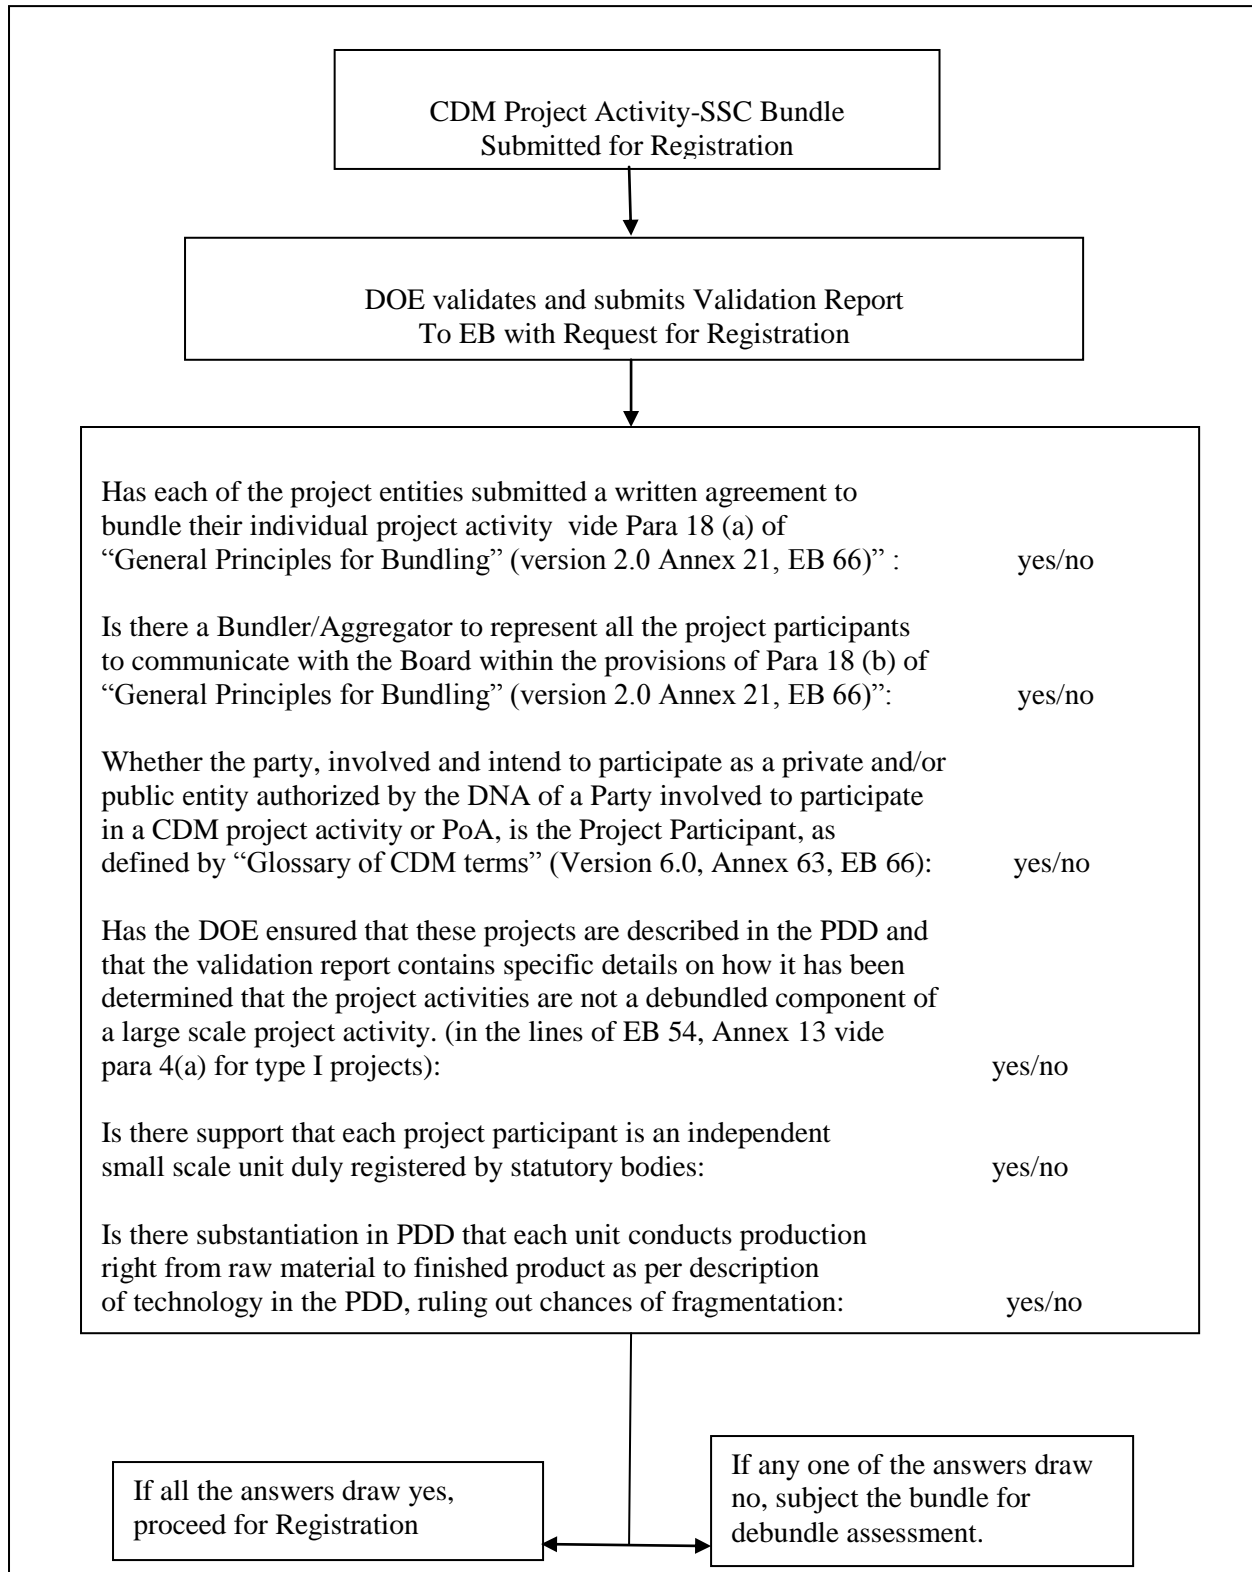 CDM Project Activity-SSC Bundle
Submitted for Registration
DOE validates and submits Validation Report
To EB with Request for Registration
Has each of the project entities submitted a written agreement to
bundle their individual project activity vide Para 18 (a) of
“General Principles for Bundling” (version 2.0 Annex 21, EB 66)” : yes/no
Is there a Bundler/Aggregator to represent all the project participants
to communicate with the Board within the provisions of Para 18 (b) of
“General Principles for Bundling” (version 2.0 Annex 21, EB 66)”: yes/no
Whether the party, involved and intend to participate as a private and/or
public entity authorized by the DNA of a Party involved to participate
in a CDM project activity or PoA, is the Project Participant, as
defined by “Glossary of CDM terms” (Version 6.0, Annex 63, EB 66): yes/no
Has the DOE ensured that these projects are described in the PDD and
that the validation report contains specific details on how it has been
determined that the project activities are not a debundled component of
a large scale project activity. (in the lines of EB 54, Annex 13 vide
para 4(a) for type I projects): yes/no
Is there support that each project participant is an independent
small scale unit duly registered by statutory bodies: yes/no
Is there substantiation in PDD that each unit conducts production
right from raw material to finished product as per description
of technology in the PDD, ruling out chances of fragmentation: yes/no
If all the answers draw yes,
proceed for Registration
If any one of the answers draw
no, subject the bundle for
debundle assessment.